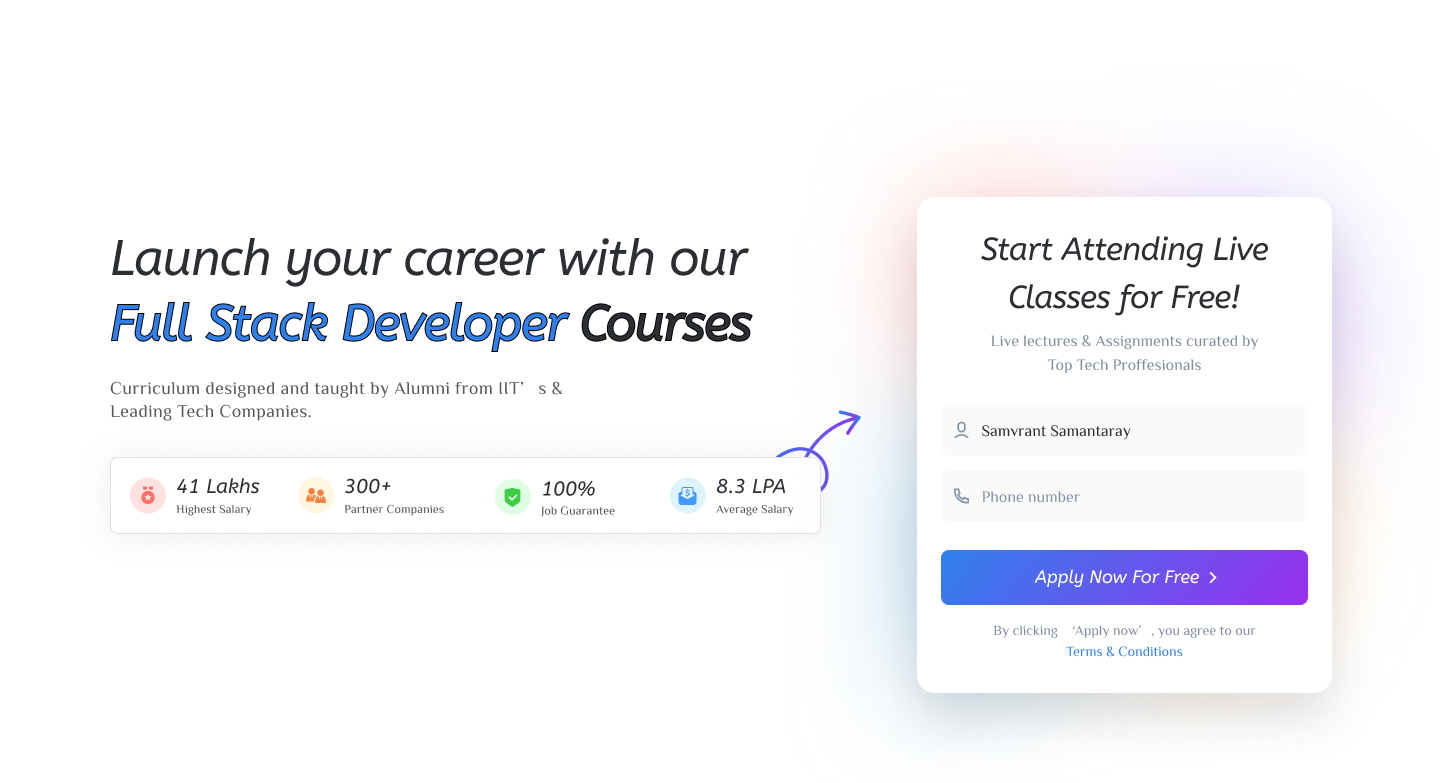 Launch your career with our
Full Stack Developer Courses
Curriculum designed and taught by Alumni from IIT’s &
Leading Tech Companies.
41 Lakhs
Highest Salary
300+
Partner Companies
100%
Job Guarantee
8.3 LPA
Average Salary
Start Attending Live
Classes for Free!
Live lectures & Assignments curated by
Top Tech Proffesionals
Samvrant Samantaray
Phone number
Apply Now For Free
By clicking ‘Apply now’, you agree to our
Terms & Conditions